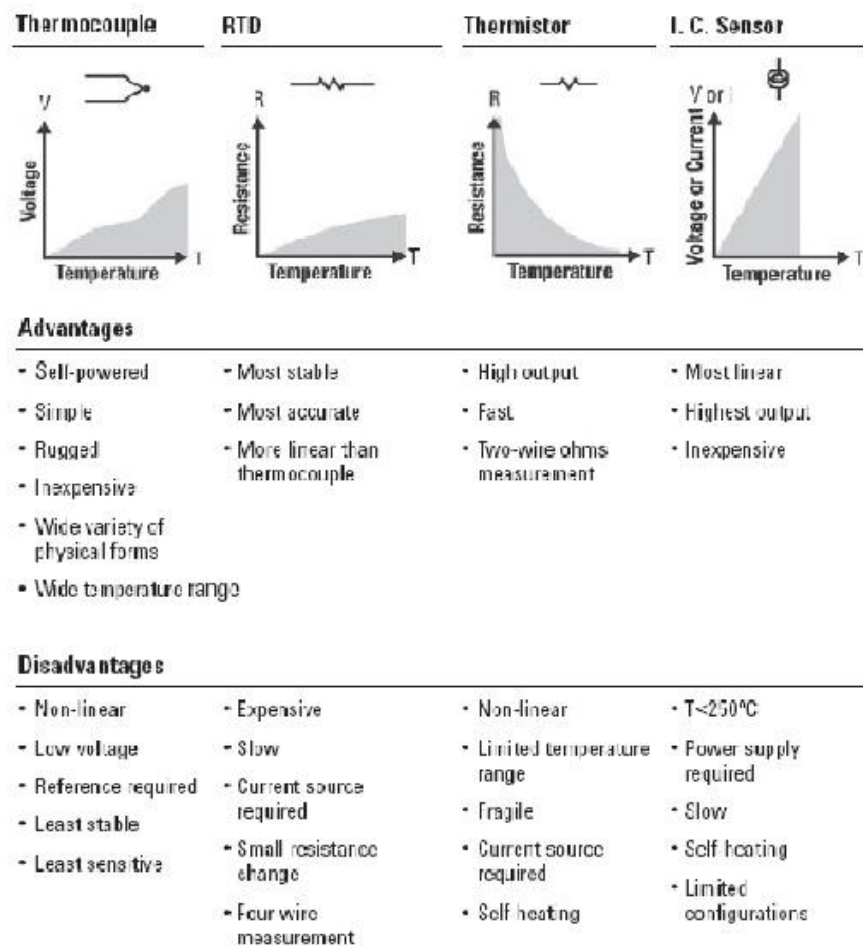 Thermocouple
RTD
Thermistor
I. C. Sensor
V
Voltage
Temperature
T
R
Resistance
Temperature
T
R
Resistance
Temperature
T
V or I
Voltage or Current
Temperature
T
Advantages
- Self-powered
- Simple
- Rugged
- Inexpensive
- Wide variety of
physical forms
• Wide temperature range
- Most stable
- Most accurate
- More linear than
thermocouple
- High output
- Fast
- Two-wire ohms
measurement
- Most linear
- Highest output
- Inexpensive
Disadvantages
- Non-linear
- Low voltage
- Reference required
- Least stable
- Least sensitive
- Expensive
- Slow
- Current source
required
- Small resistance
change
- Four wire
measurement
- Non-linear
- Limited temperature
range
- Fragile
- Current source
required
- Self-heating
- T<250°C
- Power supply
required
- Slow
- Self-heating
- Limited
configurations